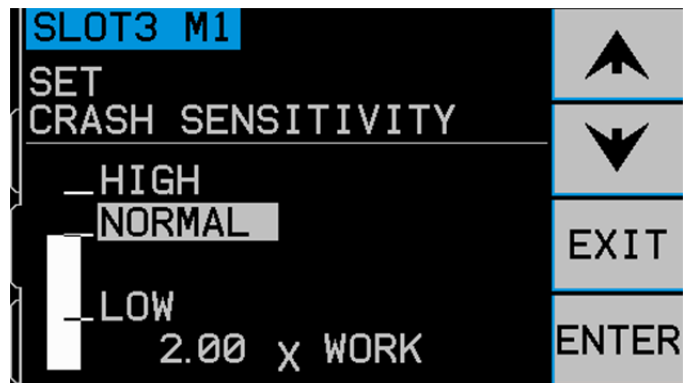 SLOT3 M1
SET
CRASH SENSITIVITY
HIGH
NORMAL
LOW
2.00 x WORK
EXIT
ENTER